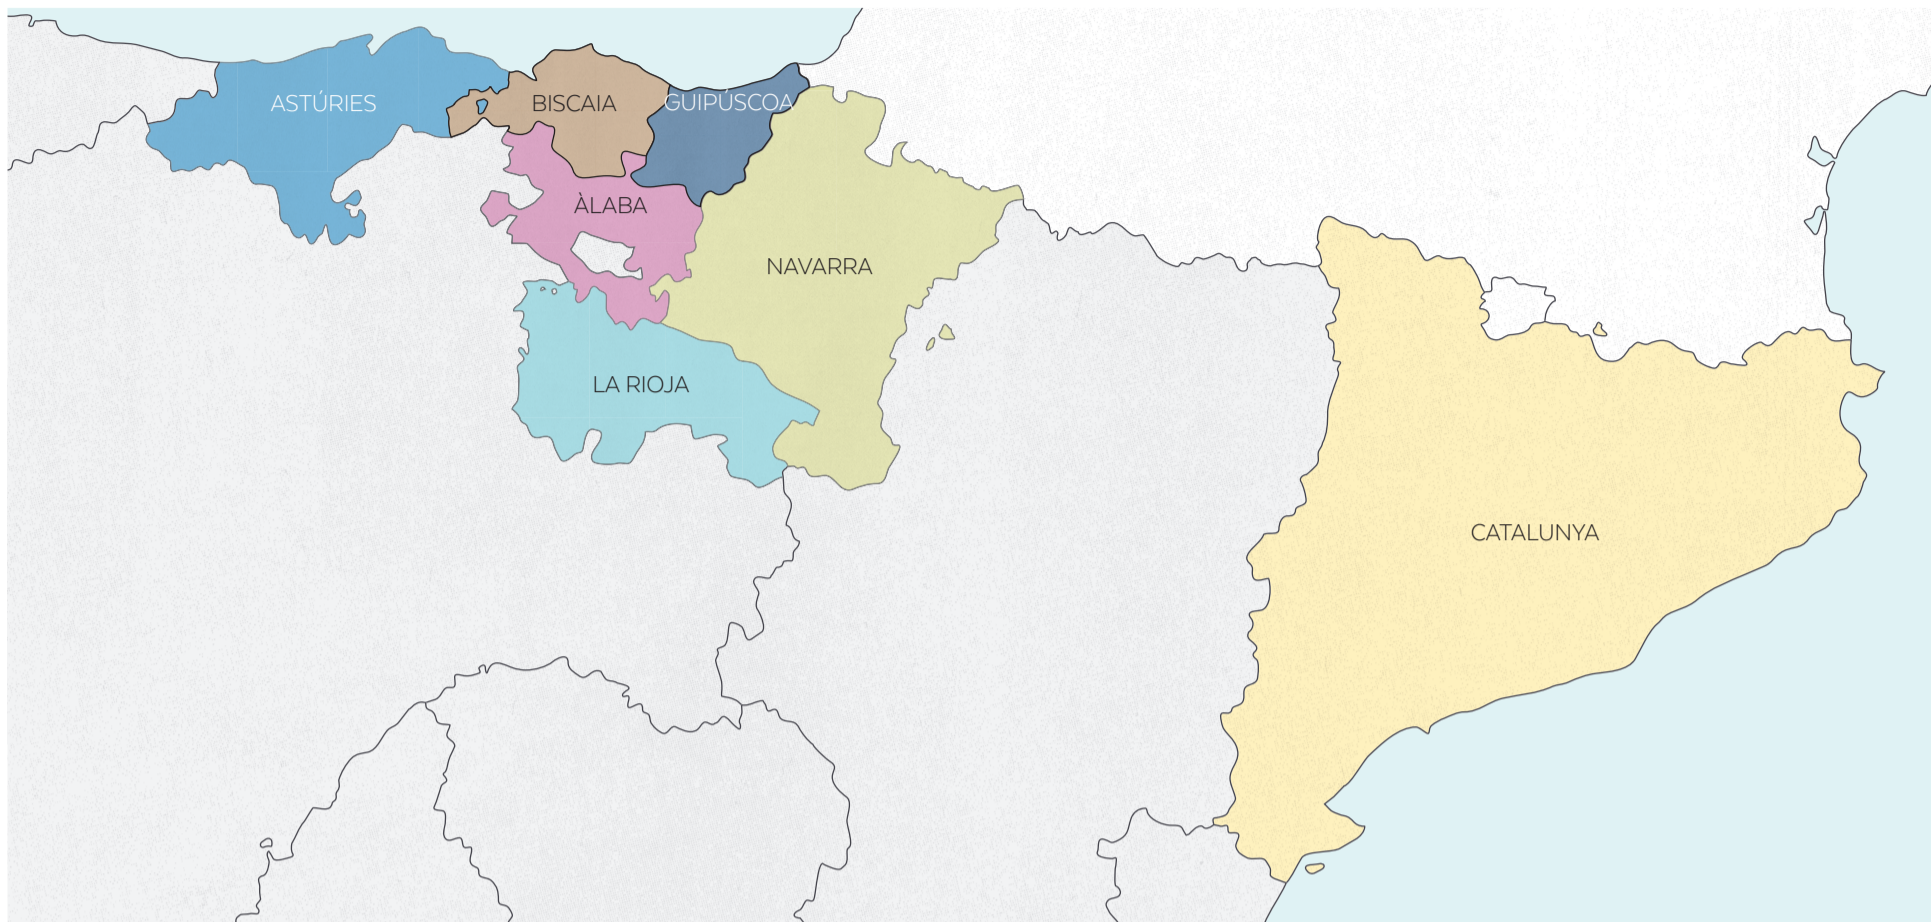 ASTÚRIES
BISCAIA
GUIPÚSCOA
ÀLABA
NAVARRA
LA RIOJA
CATALUNYA